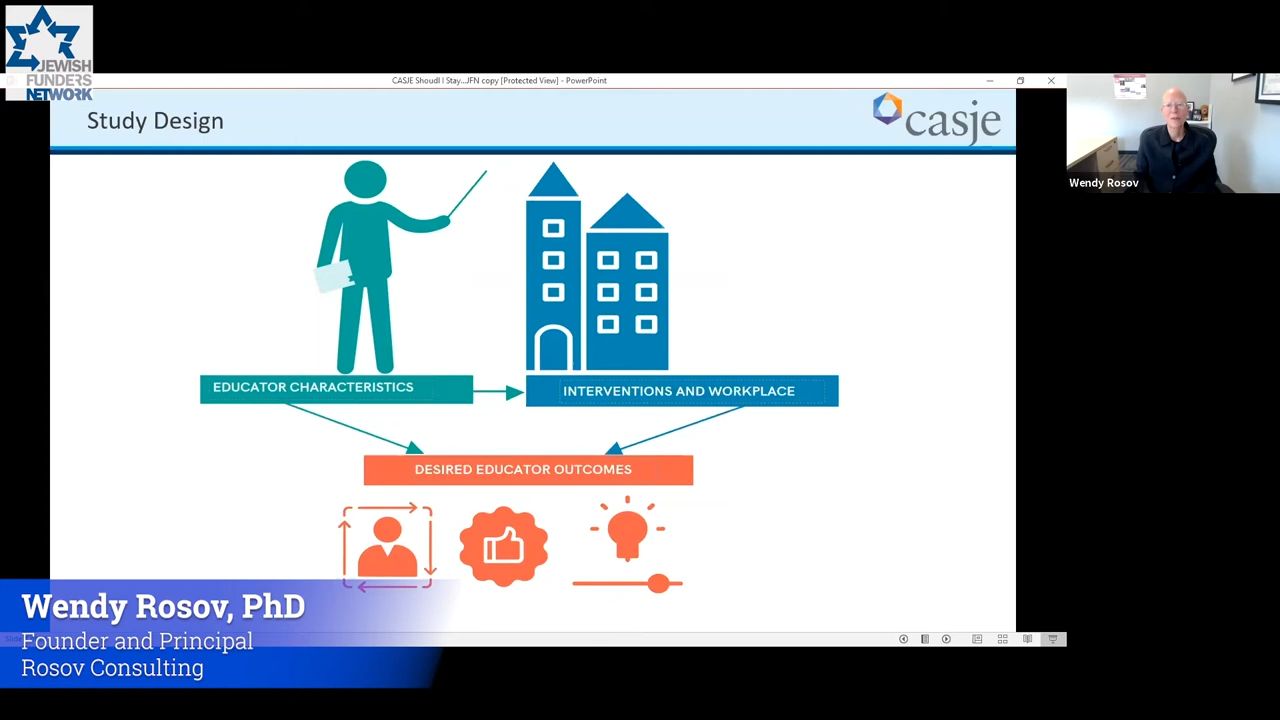 JEWISH
FUNDERS
NETWORK
CASJE Shoudl I Stay...JFN copy [Protected View] - PowerPoint
Study Design
casje
Wendy Rosov
EDUCATOR CHARACTERISTICS
INTERVENTIONS AND WORKPLACE
DESIRED EDUCATOR OUTCOMES
Wendy Rosov, PhD
Founder and Principal
Rosov Consulting